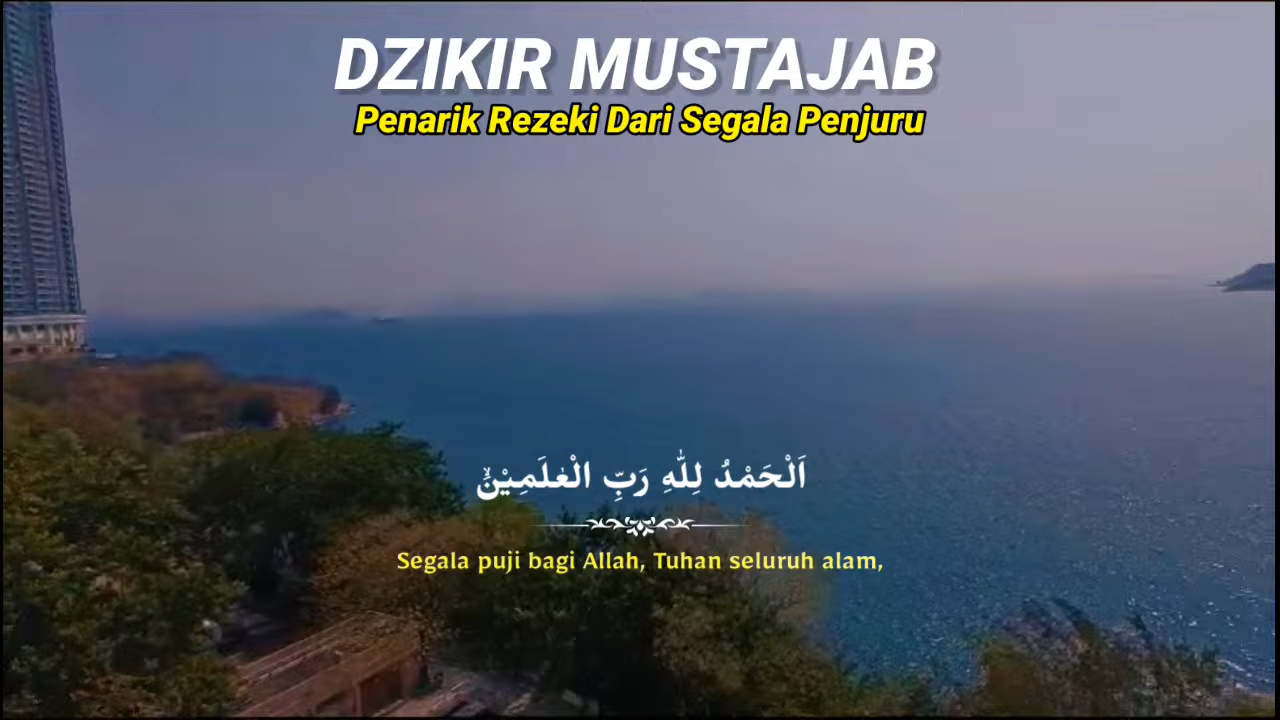 DZIKIR MUSTAJAB
Penarik Rezeki Dari Segala Penjuru
اَلْحَمْدُ لِلّٰهِ رَبِّ الْعٰلَمِيْنَۙ
Segala puji bagi Allah, Tuhan seluruh alam,